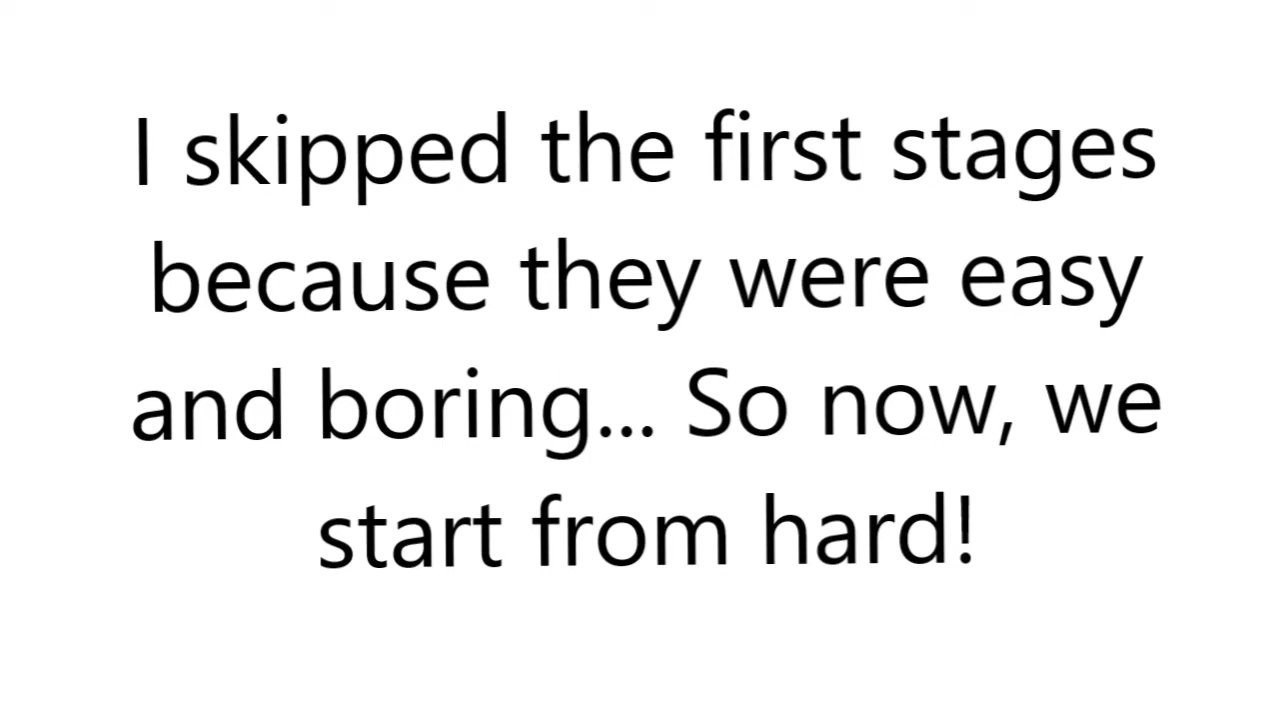 I skipped the first stages
because they were easy
and boring... So now, we
start from hard!